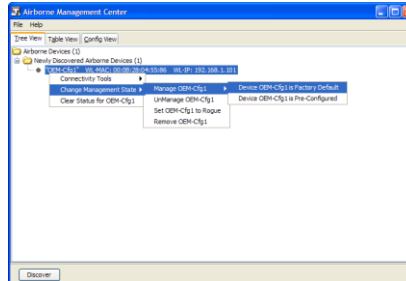 Airborne Management Center
File Help
Tree View Table View Config View
Airborne Devices (1)
Newly Discovered Airborne Devices (1)
"OEM-Cfg1" WL-MAC: 00:0B:28:04:55:86 WL-IP: 192.168.1.101
Connectivity Tools
Change Management State Manage OEM-Cfg1 Device OEM-Cfg1 is Factory Default
Clear Status for OEM-Cfg1 UnManage OEM-Cfg1 Device OEM-Cfg1 is Pre-Configured
Set OEM-Cfg1 to Rogue
Remove OEM-Cfg1
Discover